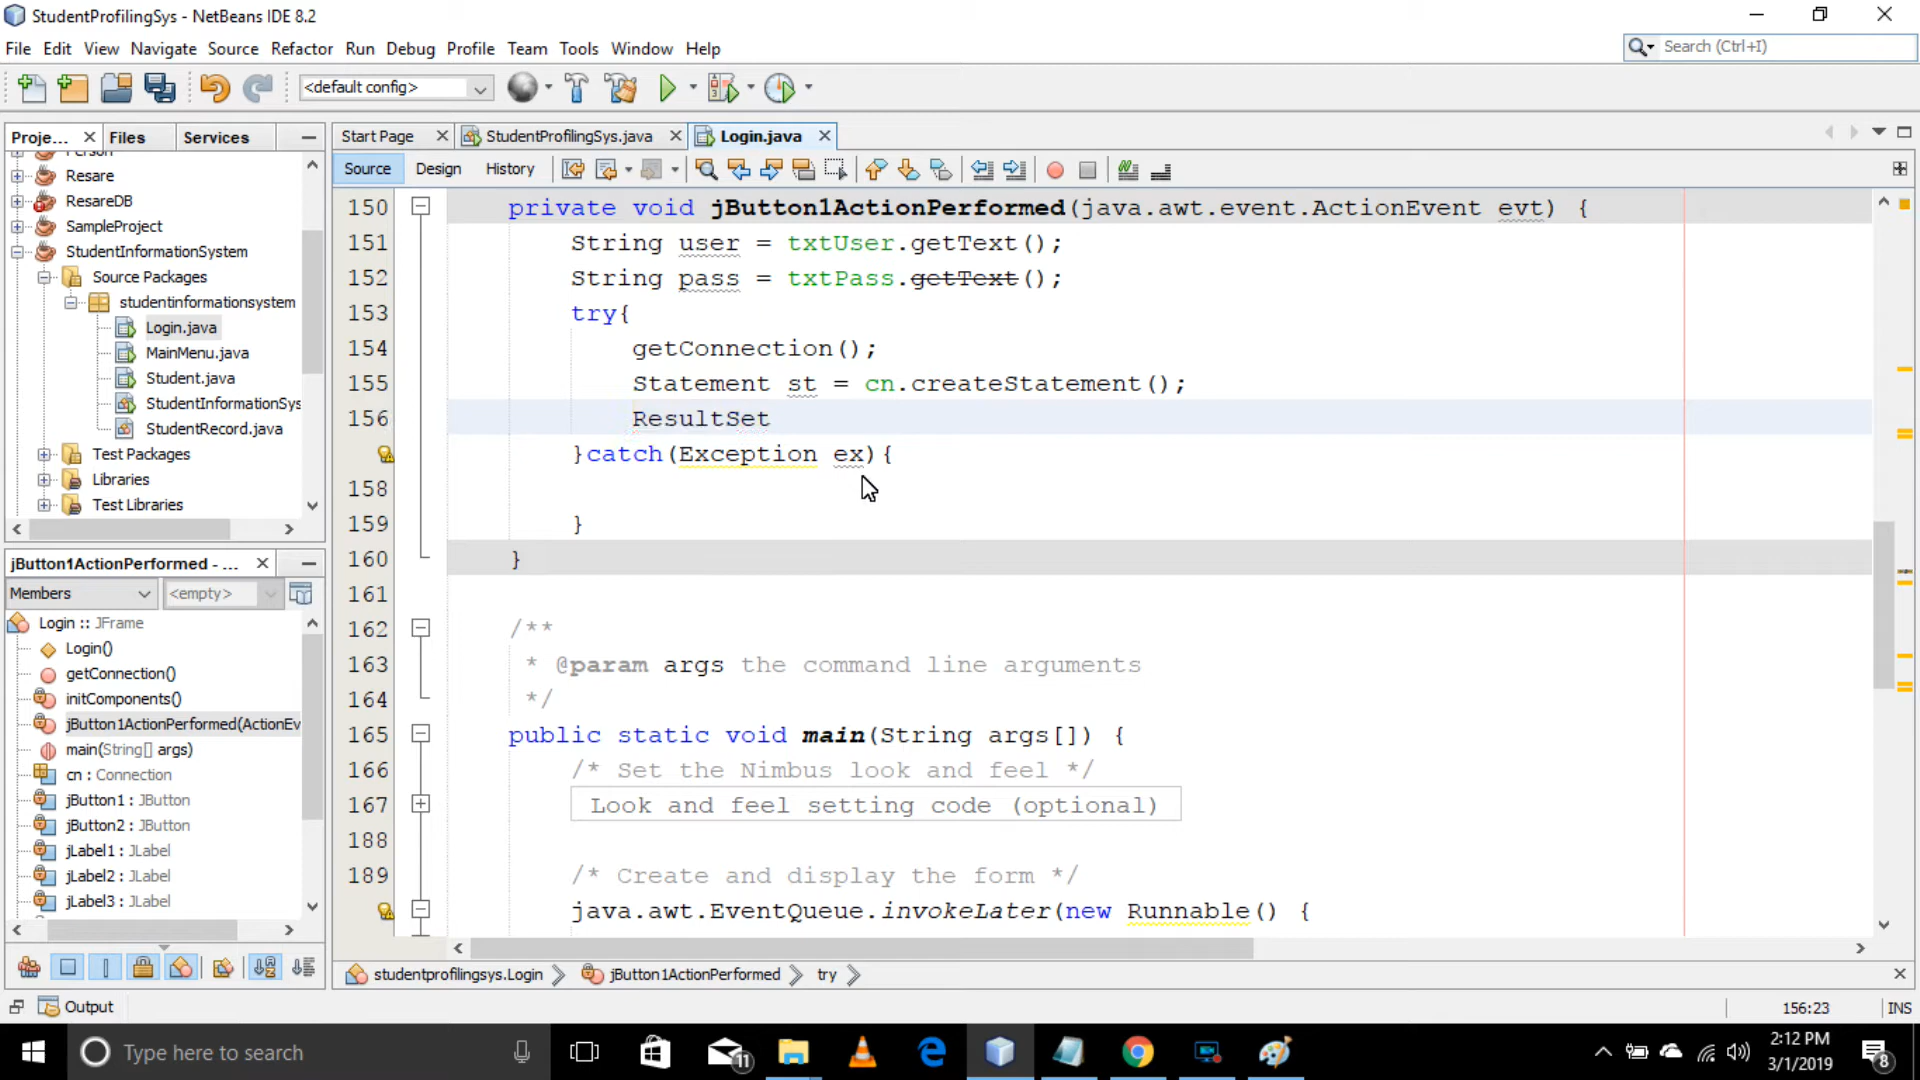 StudentProfilingSys - NetBeans IDE 8.2
File Edit View Navigate Source Refactor Run Debug Profile Team Tools Window Help
Search (Ctrl+I)
<default config>
Proje... Files Services
Start Page StudentProfilingSys.java Login.java
Source Design History
Person
Resare
ResareDB
SampleProject
StudentInformationSystem
Source Packages
studentinformationsystem
Login.java
MainMenu.java
Student.java
StudentInformationSys
StudentRecord.java
Test Packages
Libraries
Test Libraries
jButton1ActionPerformed - ...
Members <empty>
Login :: JFrame
Login()
getConnection()
initComponents()
jButton1ActionPerformed(ActionEv
main(String[] args)
cn : Connection
jButton1 : JButton
jButton2 : JButton
jLabel1 : JLabel
jLabel2 : JLabel
jLabel3 : JLabel
150 private void jButton1ActionPerformed(java.awt.event.ActionEvent evt) {
151 String user = txtUser.getText();
152 String pass = txtPass.getText();
153 try{
154 getConnection();
155 Statement st = cn.createStatement();
156 ResultSet
}catch(Exception ex){
158
159 }
160 }
161
162 /**
163 * @param args the command line arguments
164 */
165 public static void main(String args[]) {
166 /* Set the Nimbus look and feel */
167 Look and feel setting code (optional)
188
189 /* Create and display the form */
java.awt.EventQueue.invokeLater(new Runnable() {
studentprofilingsys.Login jButton1ActionPerformed try
Output
156:23 INS
Type here to search
11
2:12 PM
3/1/2019
8